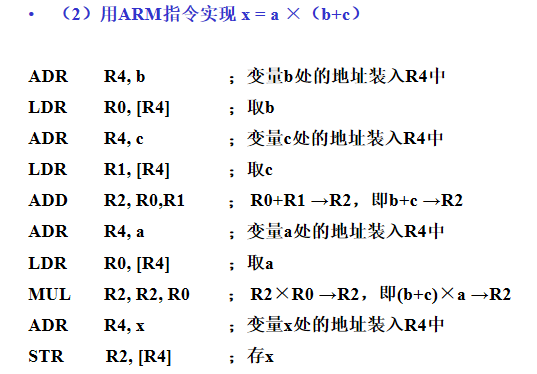 • （2）用ARM指令实现 x = a ×（b+c）
ADR R4, b ；变量b处的地址装入R4中
LDR R0, [R4] ；取b
ADR R4, c ；变量c处的地址装入R4中
LDR R1, [R4] ；取c
ADD R2, R0,R1 ； R0+R1 →R2，即b+c →R2
ADR R4, a ；变量a处的地址装入R4中
LDR R0, [R4] ；取a
MUL R2, R2, R0 ； R2×R0 →R2，即(b+c)×a →R2
ADR R4, x ；变量x处的地址装入R4中
STR R2, [R4] ；存x